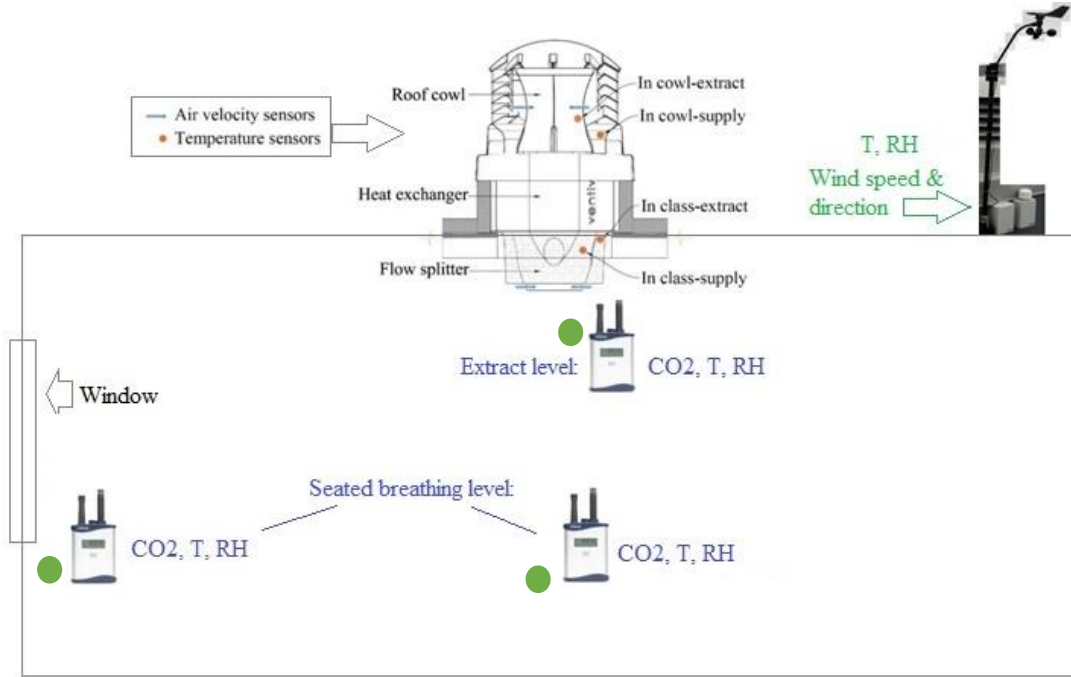 In cowl-extract
Roof cowl
In cowl-supply
Air velocity sensors
Temperature sensors
T, RH
Wind speed &
direction
Heat exchanger
ventiv
In class-extract
Flow splitter
In class-supply
Extract level:
CO2, T, RH
Window
Seated breathing level:
CO2, T, RH
CO2, T, RH